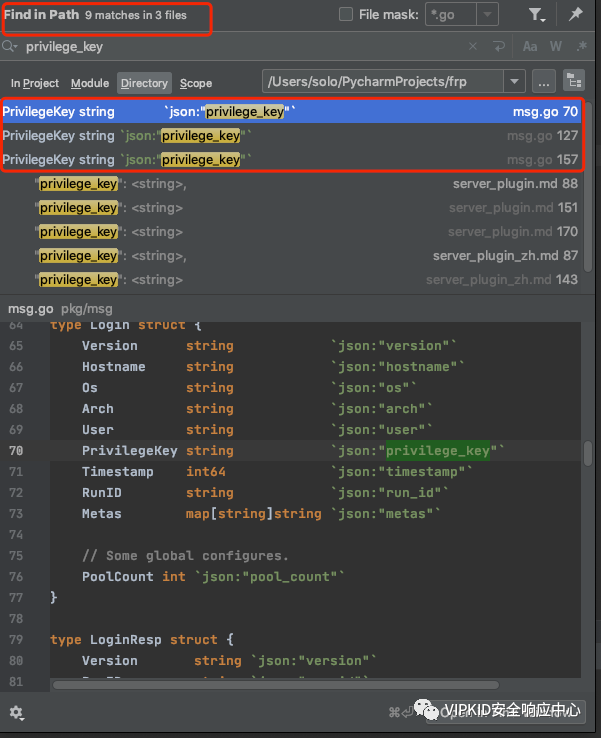 Find in Path 9 matches in 3 files File mask: *.go
privilege_key Aa W .*
In Project Module Directory Scope /Users/solo/PycharmProjects/frp ...
PrivilegeKey string `json:"privilege_key"` msg.go 70
PrivilegeKey string `json:"privilege_key"` msg.go 127
PrivilegeKey string `json:"privilege_key"` msg.go 157
"privilege_key": <string>, server_plugin.md 88
"privilege_key": <string> server_plugin.md 151
"privilege_key": <string> server_plugin.md 170
"privilege_key": <string>, server_plugin_zh.md 87
"privilege_key": <string> server_plugin_zh.md 143
msg.go pkg/msg
64 type Login struct {
65 Version string `json:"version"`
66 Hostname string `json:"hostname"`
67 Os string `json:"os"`
68 Arch string `json:"arch"`
69 User string `json:"user"`
70 PrivilegeKey string `json:"privilege_key"`
71 Timestamp int64 `json:"timestamp"`
72 RunID string `json:"run_id"`
73 Metas map[string]string `json:"metas"`
74
75 // Some global configures.
76 PoolCount int `json:"pool_count"`
77 }
78
79 type LoginResp struct {
80 Version string `json:"version"`
81
⌘⏎ VIPKID安全响应中心